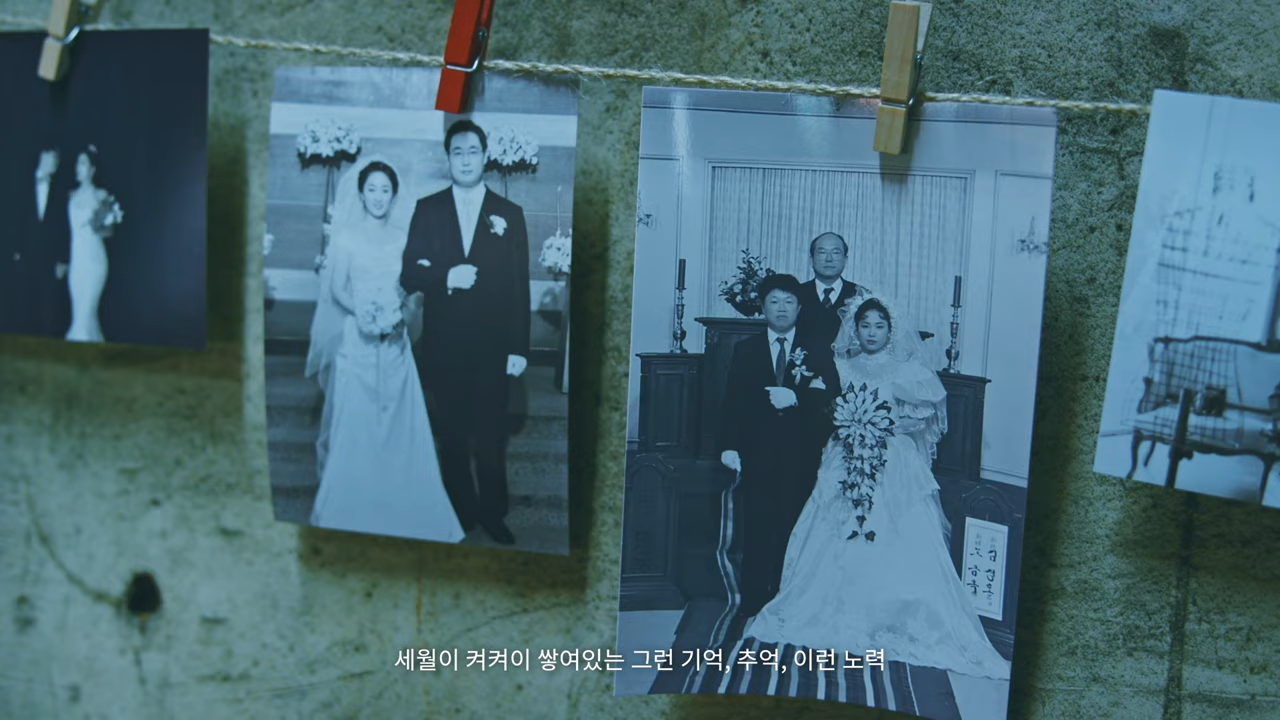 세월이 켜켜이 쌓여있는 그런 기억, 추억, 이런 노력